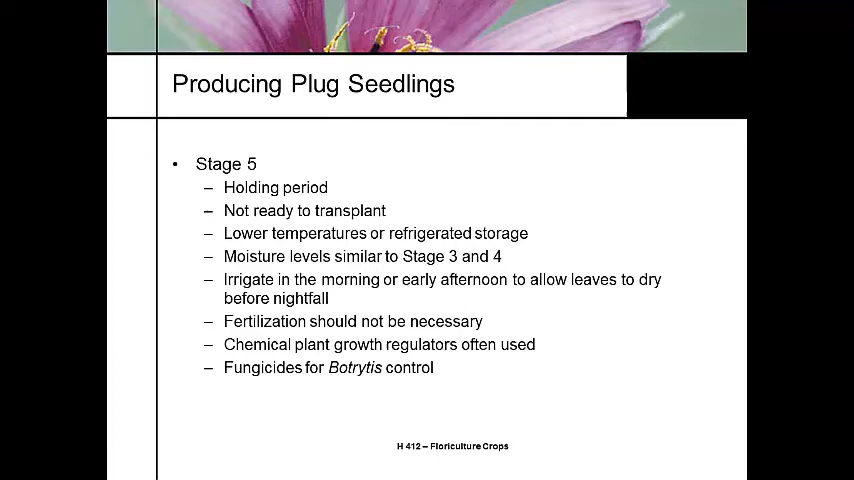 Producing Plug Seedlings
• Stage 5
– Holding period
– Not ready to transplant
– Lower temperatures or refrigerated storage
– Moisture levels similar to Stage 3 and 4
– Irrigate in the morning or early afternoon to allow leaves to dry
before nightfall
– Fertilization should not be necessary
– Chemical plant growth regulators often used
– Fungicides for Botrytis control
H 412 – Floriculture Crops